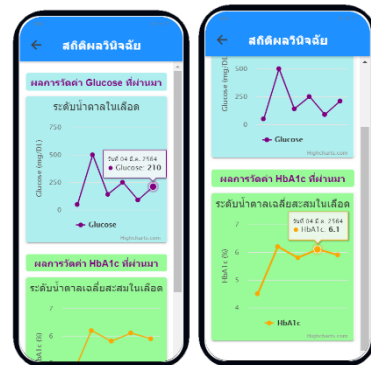 สถิติผลวินิจฉัย
ผลการวัดค่า Glucose ที่ผ่านมา
ระดับน้ำตาลในเลือด
Glucose (mg/DL)
750
500
250
0
วันที่ 04 มี.ค. 2564
Glucose: 210
Glucose
Highcharts.com
ผลการวัดค่า HbA1c ที่ผ่านมา
ระดับน้ำตาลเฉลี่ยสะสมในเลือด
7
6
สถิติผลวินิจฉัย
Glucose (mg/DL)
500
250
0
Glucose
Highcharts.com
ผลการวัดค่า HbA1c ที่ผ่านมา
ระดับน้ำตาลเฉลี่ยสะสมในเลือด
HbA1c (%)
7
6
5
4
วันที่ 04 มี.ค. 2564
HbA1c: 6.1
HbA1c
Highcharts.com